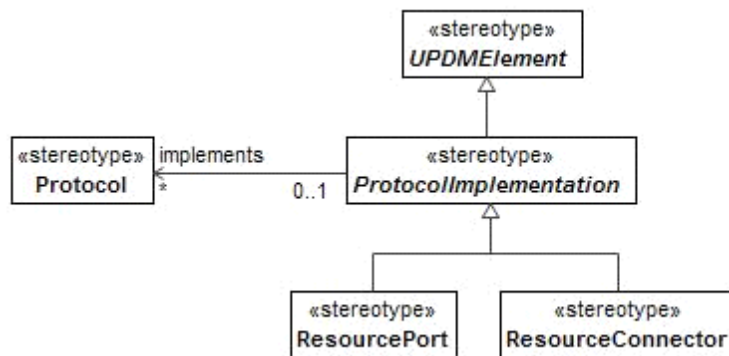 «stereotype»
UPDMElement
«stereotype»
Protocol
implements
*
0..1
«stereotype»
ProtocolImplementation
«stereotype»
ResourcePort
«stereotype»
ResourceConnector